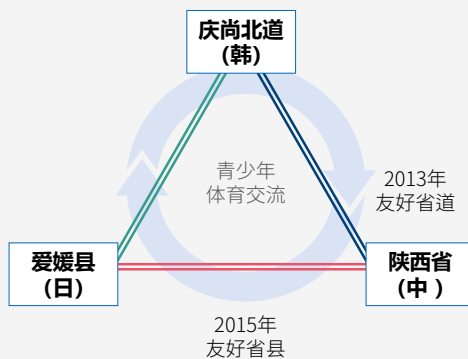 庆尚北道
（韩）
青少年
体育交流
2013年
友好省道
爱媛县
（日）
陕西省
（中 ）
2015年
友好省县